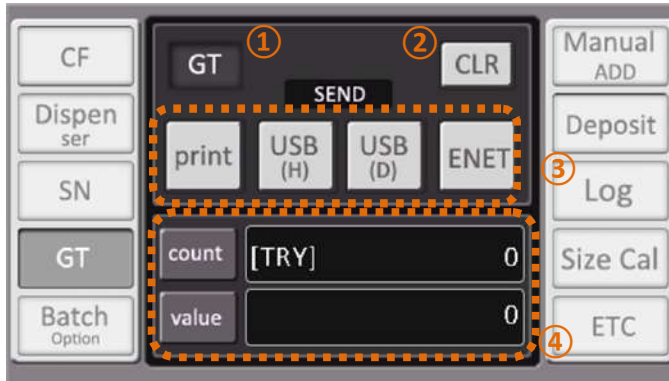 CF
Dispen
ser
SN
GT
Batch
Option
GT
①
②
CLR
SEND
print
USB
(H)
USB
(D)
ENET
③
count
[TRY]
0
value
0
④
Manual
ADD
Deposit
Log
Size Cal
ETC